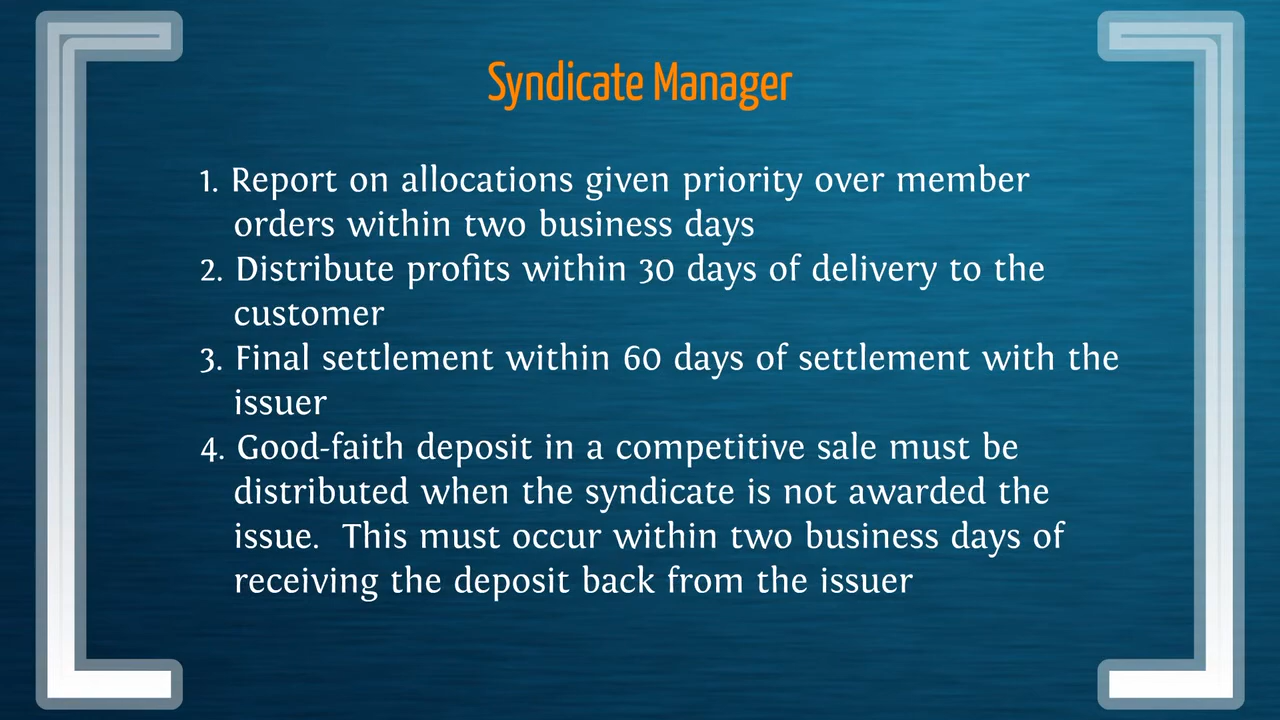 Syndicate Manager
1. Report on allocations given priority over member
orders within two business days
2. Distribute profits within 30 days of delivery to the
customer
3. Final settlement within 60 days of settlement with the
issuer
4. Good-faith deposit in a competitive sale must be
distributed when the syndicate is not awarded the
issue.  This must occur within two business days of
receiving the deposit back from the issuer